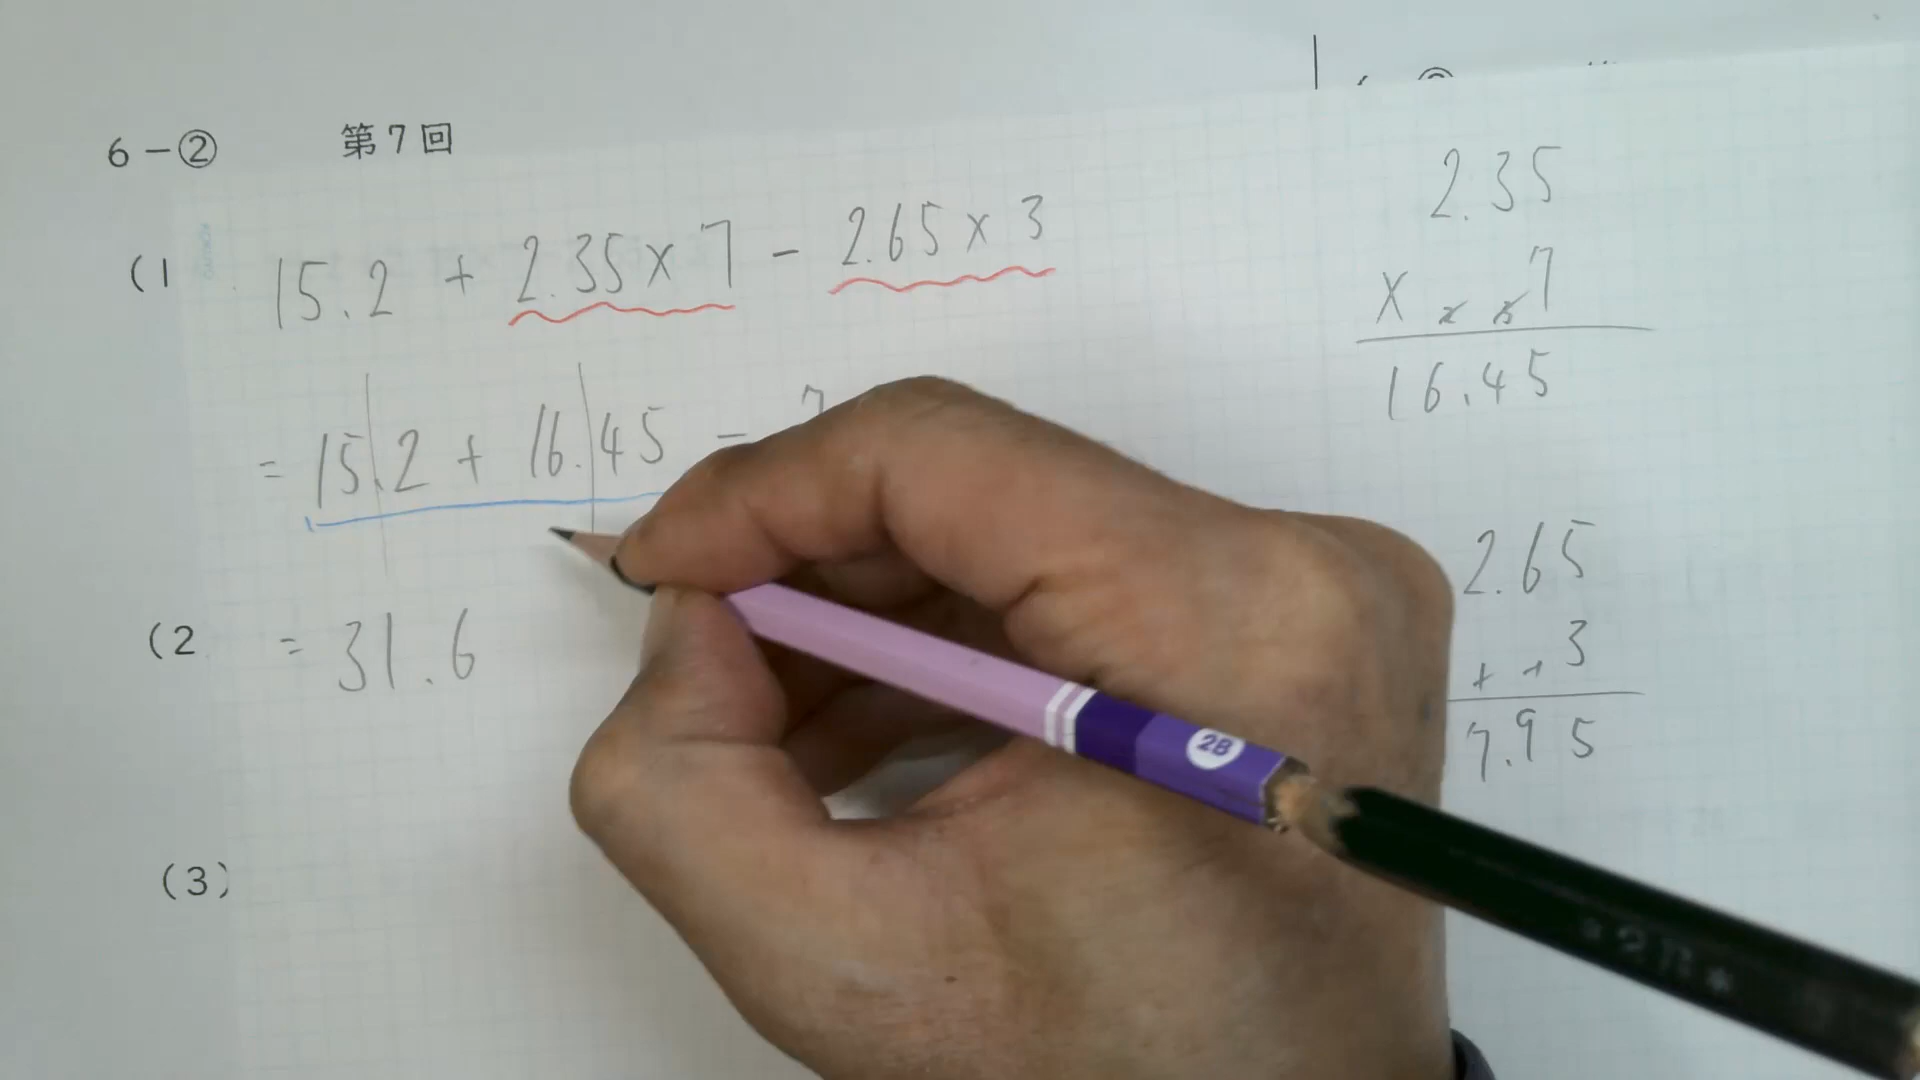 6-② 第7回
(1 15.2 + 2.35 × 7 - 2.65 × 3
= 15.2 + 16.45 - 7
(2 = 31.6
(3)
2.35
× 7
16.45
2.65
3
7.95
2B